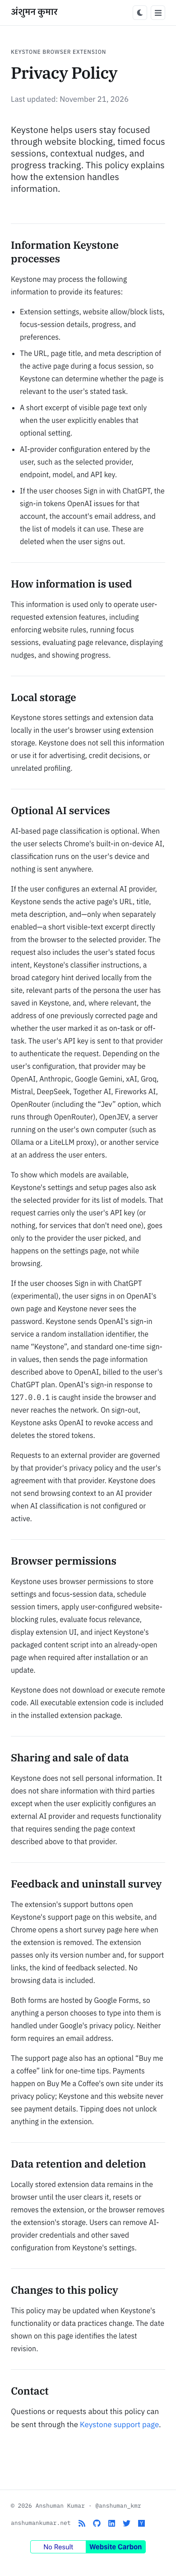 अंशुमन कुमार
KEYSTONE BROWSER EXTENSION
Privacy Policy
Last updated: November 21, 2026
Keystone helps users stay focused
through website blocking, timed focus
sessions, contextual nudges, and
progress tracking. This policy explains
how the extension handles
information.
Information Keystone
processes
Keystone may process the following
information to provide its features:
• Extension settings, website allow/block lists,
focus-session details, progress, and
preferences.
• The URL, page title, and meta description of
the active page during a focus session, so
Keystone can determine whether the page is
relevant to the user's stated task.
• A short excerpt of visible page text only
when the user explicitly enables that
optional setting.
• AI-provider configuration entered by the
user, such as the selected provider,
endpoint, model, and API key.
• If the user chooses Sign in with ChatGPT, the
sign-in tokens OpenAI issues for that
account, the account's email address, and
the list of models it can use. These are
deleted when the user signs out.
How information is used
This information is used only to operate user-
requested extension features, including
enforcing website rules, running focus
sessions, evaluating page relevance, displaying
nudges, and showing progress.
Local storage
Keystone stores settings and extension data
locally in the user's browser using extension
storage. Keystone does not sell this information
or use it for advertising, credit decisions, or
unrelated profiling.
Optional AI services
AI-based page classification is optional. When
the user selects Chrome's built-in on-device AI,
classification runs on the user's device and
nothing is sent anywhere.
If the user configures an external AI provider,
Keystone sends the active page's URL, title,
meta description, and—only when separately
enabled—a short visible-text excerpt directly
from the browser to the selected provider. The
request also includes the user's stated focus
intent, Keystone's classifier instructions, a
broad category hint derived locally from the
site, relevant parts of the persona the user has
saved in Keystone, and, where relevant, the
address of one previously corrected page and
whether the user marked it as on-task or off-
task. The user's API key is sent to that provider
to authenticate the request. Depending on the
user's configuration, that provider may be
OpenAI, Anthropic, Google Gemini, xAI, Groq,
Mistral, DeepSeek, Together AI, Fireworks AI,
OpenRouter (including the “Jev” option, which
runs through OpenRouter), OpenJEV, a server
running on the user's own computer (such as
Ollama or a LiteLLM proxy), or another service
at an address the user enters.
To show which models are available,
Keystone's settings and setup pages also ask
the selected provider for its list of models. That
request carries only the user's API key (or
nothing, for services that don't need one), goes
only to the provider the user picked, and
happens on the settings page, not while
browsing.
If the user chooses Sign in with ChatGPT
(experimental), the user signs in on OpenAI's
own page and Keystone never sees the
password. Keystone sends OpenAI's sign-in
service a random installation identifier, the
name “Keystone”, and standard one-time sign-
in values, then sends the page information
described above to OpenAI, billed to the user's
ChatGPT plan. OpenAI's sign-in response to
127.0.0.1 is caught inside the browser and
never reaches the network. On sign-out,
Keystone asks OpenAI to revoke access and
deletes the stored tokens.
Requests to an external provider are governed
by that provider's privacy policy and the user's
agreement with that provider. Keystone does
not send browsing context to an AI provider
when AI classification is not configured or
active.
Browser permissions
Keystone uses browser permissions to store
settings and focus-session data, schedule
session timers, apply user-configured website-
blocking rules, evaluate focus relevance,
display extension UI, and inject Keystone's
packaged content script into an already-open
page when required after installation or an
update.
Keystone does not download or execute remote
code. All executable extension code is included
in the installed extension package.
Sharing and sale of data
Keystone does not sell personal information. It
does not share information with third parties
except when the user explicitly configures an
external AI provider and requests functionality
that requires sending the page context
described above to that provider.
Feedback and uninstall survey
The extension's support buttons open
Keystone's support page on this website, and
Chrome opens a short survey page here when
the extension is removed. The extension
passes only its version number and, for support
links, the kind of feedback selected. No
browsing data is included.
Both forms are hosted by Google Forms, so
anything a person chooses to type into them is
handled under Google's privacy policy. Neither
form requires an email address.
The support page also has an optional “Buy me
a coffee” link for one-time tips. Payments
happen on Buy Me a Coffee's own site under its
privacy policy; Keystone and this website never
see payment details. Tipping does not unlock
anything in the extension.
Data retention and deletion
Locally stored extension data remains in the
browser until the user clears it, resets or
removes the extension, or the browser removes
the extension's storage. Users can remove AI-
provider credentials and other saved
configuration from Keystone's settings.
Changes to this policy
This policy may be updated when Keystone's
functionality or data practices change. The date
shown on this page identifies the latest
revision.
Contact
Questions or requests about this policy can
be sent through the Keystone support page.
© 2026 Anshuman Kumar · @anshuman_kmr
anshumankumar.net
No Result Website Carbon